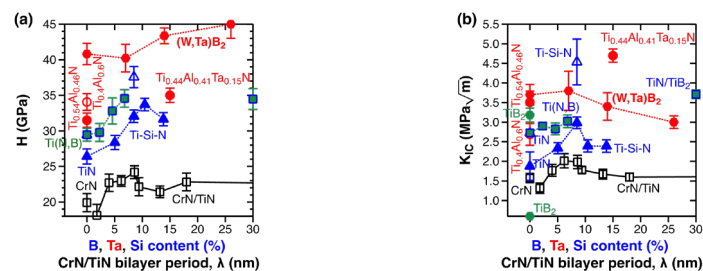 (a)
45
40
35
30
25
20
H (GPa)
(W,Ta)B2
Ti0.44Al0.41Ta0.15N
Ti0.54Al0.46N
Ti0.4Al0.6N
Ti-Si-N
Ti(N,B)
TiN
CrN
CrN/TiN
0 5 10 15 20 25 30
B, Ta, Si content (%)
CrN/TiN bilayer period, λ (nm)
(b)
5.5
5.0
4.5
4.0
3.5
3.0
2.5
2.0
1.5
1.0
KIC (MPa√m)
Ti-Si-N
Ti0.44Al0.41Ta0.15N
TiN/TiB2
Ti0.54Al0.46N
(W,Ta)B2
Ti(N,B)
TiB2
TiN
Ti0.4Al0.6N
TiN
Ti-Si-N
CrN
CrN/TiN
TiB2
0 5 10 15 20 25 30
B, Ta, Si content (%)
CrN/TiN bilayer period, λ (nm)